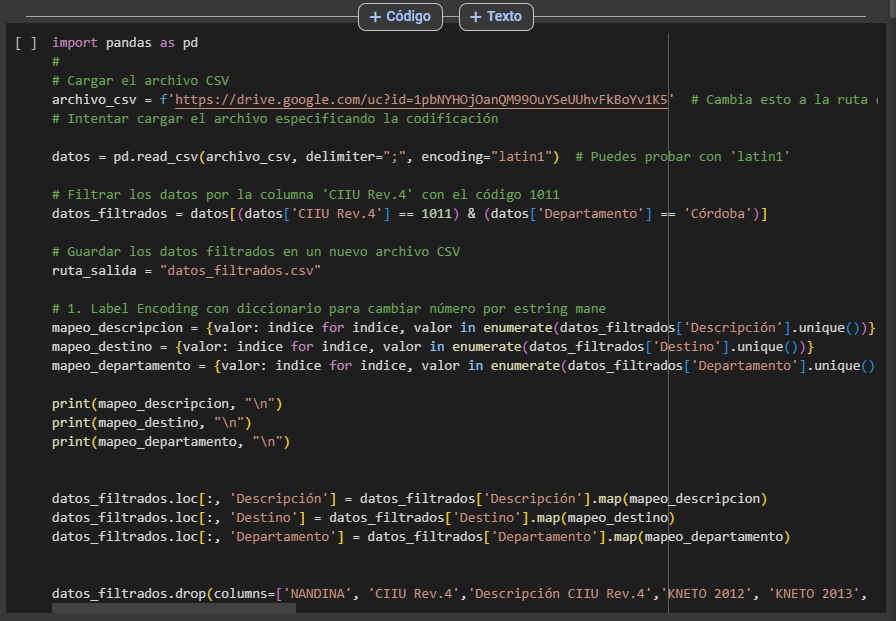 + Código + Texto
[ ] import pandas as pd
#
# Cargar el archivo CSV
archivo_csv = f'https://drive.google.com/uc?id=1pbNYHOjOanQM99OuYSeUUhvFkBoYv1K5' # Cambia esto a la ruta
# Intentar cargar el archivo especificando la codificación
datos = pd.read_csv(archivo_csv, delimiter=";", encoding="latin1") # Puedes probar con 'latin1'
# Filtrar los datos por la columna 'CIIU Rev.4' con el código 1011
datos_filtrados = datos[(datos['CIIU Rev.4'] == 1011) & (datos['Departamento'] == 'Córdoba')]
# Guardar los datos filtrados en un nuevo archivo CSV
ruta_salida = "datos_filtrados.csv"
# 1. Label Encoding con diccionario para cambiar número por estring mane
mapeo_descripcion = {valor: indice for indice, valor in enumerate(datos_filtrados['Descripción'].unique())}
mapeo_destino = {valor: indice for indice, valor in enumerate(datos_filtrados['Destino'].unique())}
mapeo_departamento = {valor: indice for indice, valor in enumerate(datos_filtrados['Departamento'].unique()
print(mapeo_descripcion, "\n")
print(mapeo_destino, "\n")
print(mapeo_departamento, "\n")
datos_filtrados.loc[:, 'Descripción'] = datos_filtrados['Descripción'].map(mapeo_descripcion)
datos_filtrados.loc[:, 'Destino'] = datos_filtrados['Destino'].map(mapeo_destino)
datos_filtrados.loc[:, 'Departamento'] = datos_filtrados['Departamento'].map(mapeo_departamento)
datos_filtrados.drop(columns=['NANDINA', 'CIIU Rev.4','Descripción CIIU Rev.4','KNETO 2012', 'KNETO 2013',